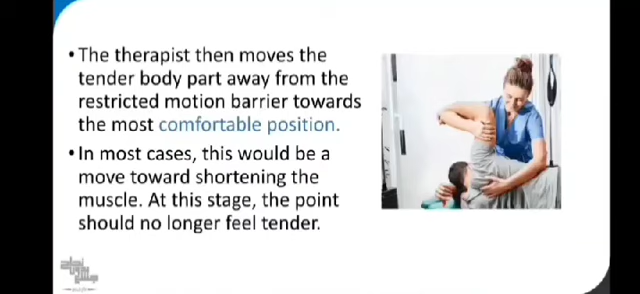 • The therapist then moves the
tender body part away from the
restricted motion barrier towards
the most comfortable position.
• In most cases, this would be a
move toward shortening the
muscle. At this stage, the point
should no longer feel tender.